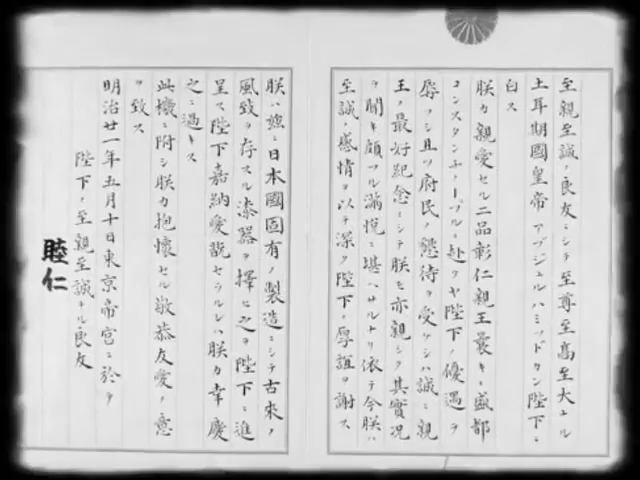 至親至誠ノ良友ニシテ至尊至高至大ナル
土耳期國皇帝アブジュルハミッドカン陛下ニ
白ス
朕カ親愛セル二品彰仁親王曩キニ盛都
コンスタンチノープルニ赴クヤ陛下ノ優遇ヲ
辱フシ且ツ府民ノ懇待ヲ受ケシハ誠ニ親
王ノ最好紀念ニシテ朕モ亦親シク其實況
ヲ聞キ頗フル滿悅ニ堪ヘサルナリ依テ今朕ハ
至誠ノ感情ヲ以テ深ク陛下ノ厚誼ヲ謝ス
朕ハ玆ニ日本國固有ノ製造ニシテ古來ノ
風致ヲ存スル漆器ヲ擇ヒ之ヲ陛下ニ進
呈ス陛下嘉納愛翫セラルレハ朕カ幸慶
之ニ過キス
此機ニ附シ朕カ抱懷セル敬恭友愛ノ意
ヲ致ス
明治廿一年五月十日東京帝宮ニ於テ
陛下ノ至親至誠ナル良友
睦仁